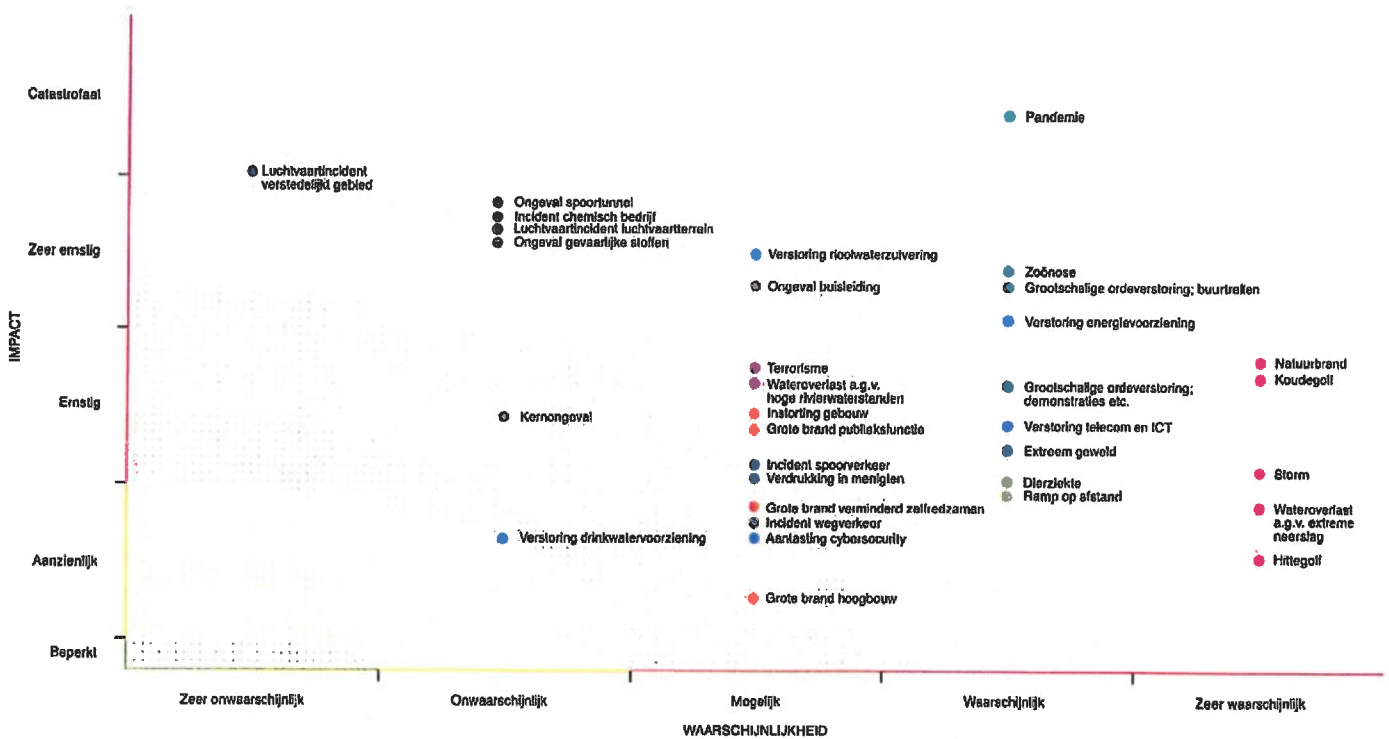 Catastrofaal
Zeer ernstig
Ernstig
Aanzienlijk
Beperkt
IMPACT
Luchtvaartincident
verstedelijkt gebied
Ongeval spoortunnel
Incident chemisch bedrijf
Luchtvaartincident luchtvaartterrein
Ongeval gevaarlijke stoffen
Kernongeval
Verstoring drinkwatervoorziening
Verstoring rioolwaterzuivering
Ongeval buisleiding
Terrorisme
Wateroverlast a.g.v.
hoge rivierwaterstanden
Instorting gebouw
Grote brand publieksfunctie
Incident spoorverkeer
Verdrukking in menigten
Grote brand verminderd zelfredzaman
Incident wegverkeer
Aantasting cybersecurity
Grote brand hoogbouw
Pandemie
Zoönose
Grootschalige ordeverstoring; buurtrellen
Verstoring energievoorziening
Grootschalige ordeverstoring;
demonstraties etc.
Verstoring telecom en ICT
Extreem geweld
Dierziekte
Ramp op afstand
Natuurbrand
Koudegolf
Storm
Wateroverlast
a.g.v. extreme
neerslag
Hittegolf
Zeer onwaarschijnlijk
Onwaarschijnlijk
Mogelijk
Waarschijnlijk
Zeer waarschijnlijk
WAARSCHIJNLIJKHEID